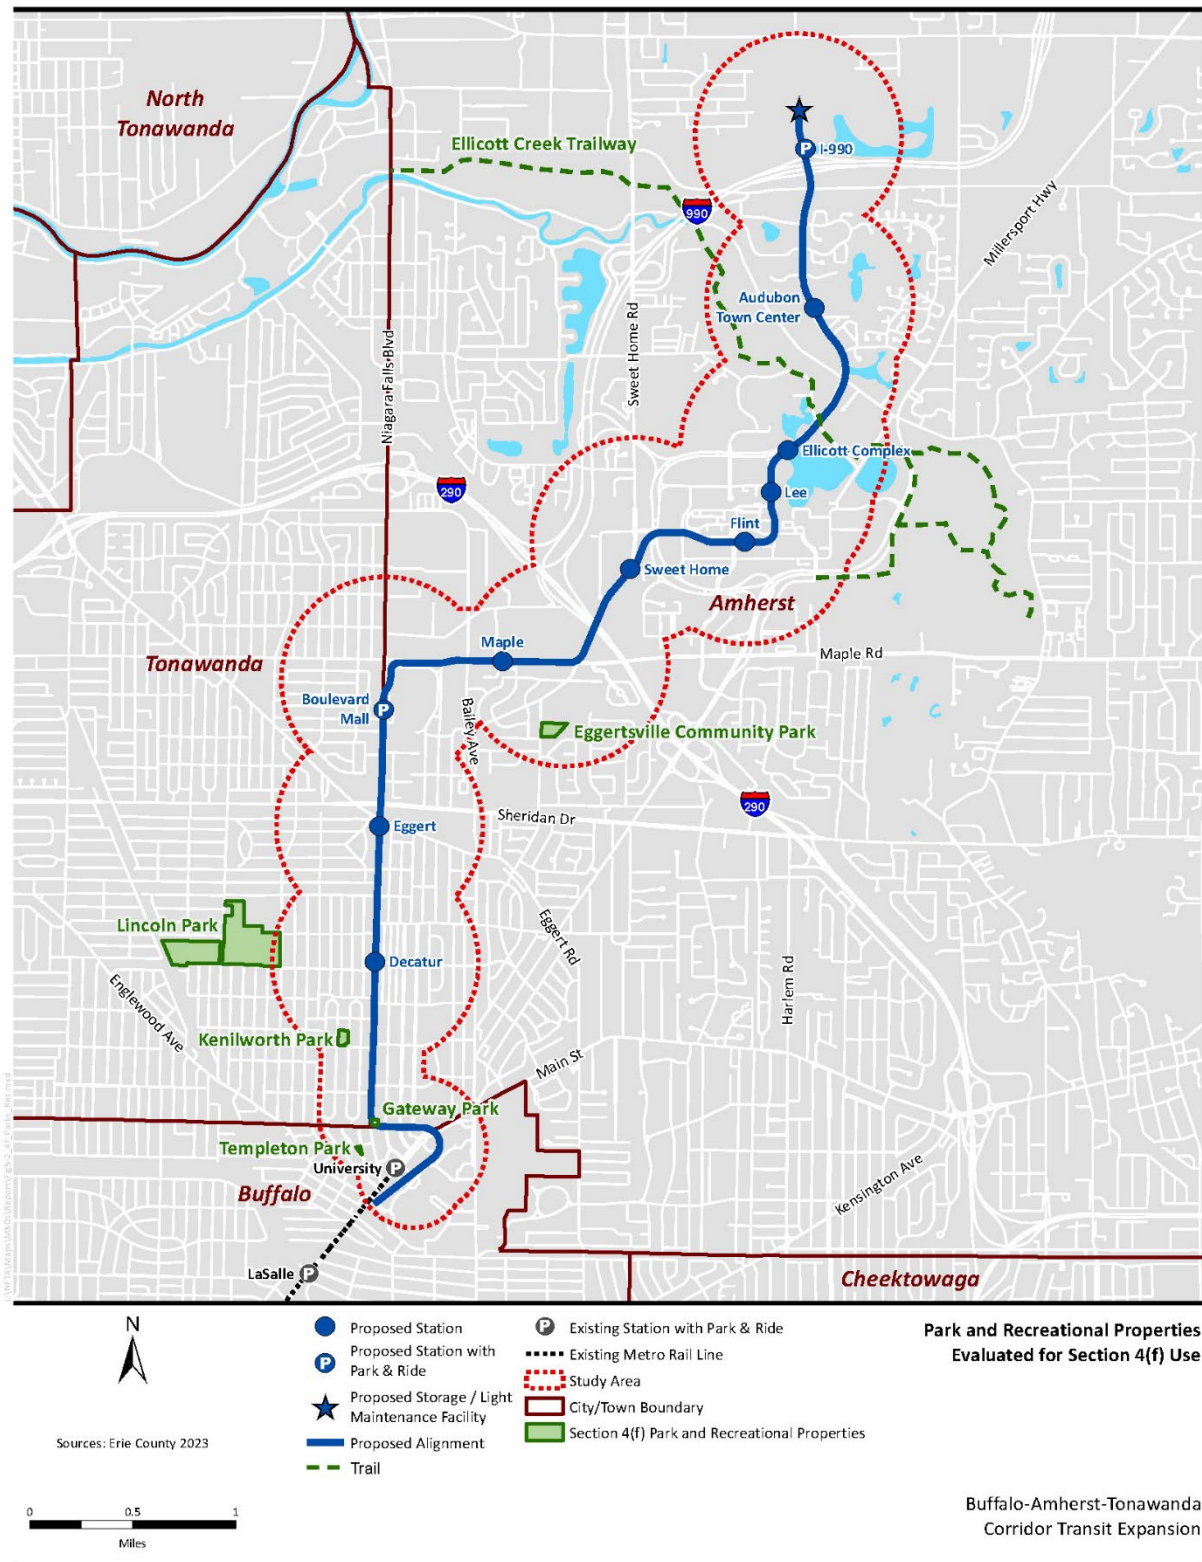 North
Tonawanda
Ellicott Creek Trailway
P
I-990
990
Millersport Hwy
Sweet Home Rd
Audubon
Town Center
Niagara Falls Blvd
Ellicott Complex
290
Lee
Flint
Sweet Home
Amherst
Maple
Maple Rd
Tonawanda
Boulevard
Mall
P
Bailey Ave
Eggertsville Community Park
290
Sheridan Dr
Eggert
Lincoln Park
Eggert Rd
Decatur
Harlem Rd
Englewood Ave
Kenilworth Park
Main St
Gateway Park
Templeton Park
University
P
Buffalo
Kensington Ave
LaSalle
P
Cheektowaga
N
Sources: Erie County 2023
0 0.5 1
Miles
Proposed Station
P
Proposed Station with
Park & Ride
Proposed Storage / Light
Maintenance Facility
Proposed Alignment
Trail
P
Existing Station with Park & Ride
Existing Metro Rail Line
Study Area
City/Town Boundary
Section 4(f) Park and Recreational Properties
Park and Recreational Properties
Evaluated for Section 4(f) Use
Buffalo-Amherst-Tonawanda
Corridor Transit Expansion